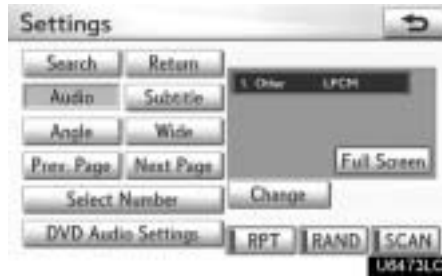 Settings
Search Return
Audio Subtitle
1. Other LPCM
Angle Wide
Prev. Page Next Page
Full Screen
Select Number
Change
DVD Audio Settings
RPT RAND SCAN
U6473LC